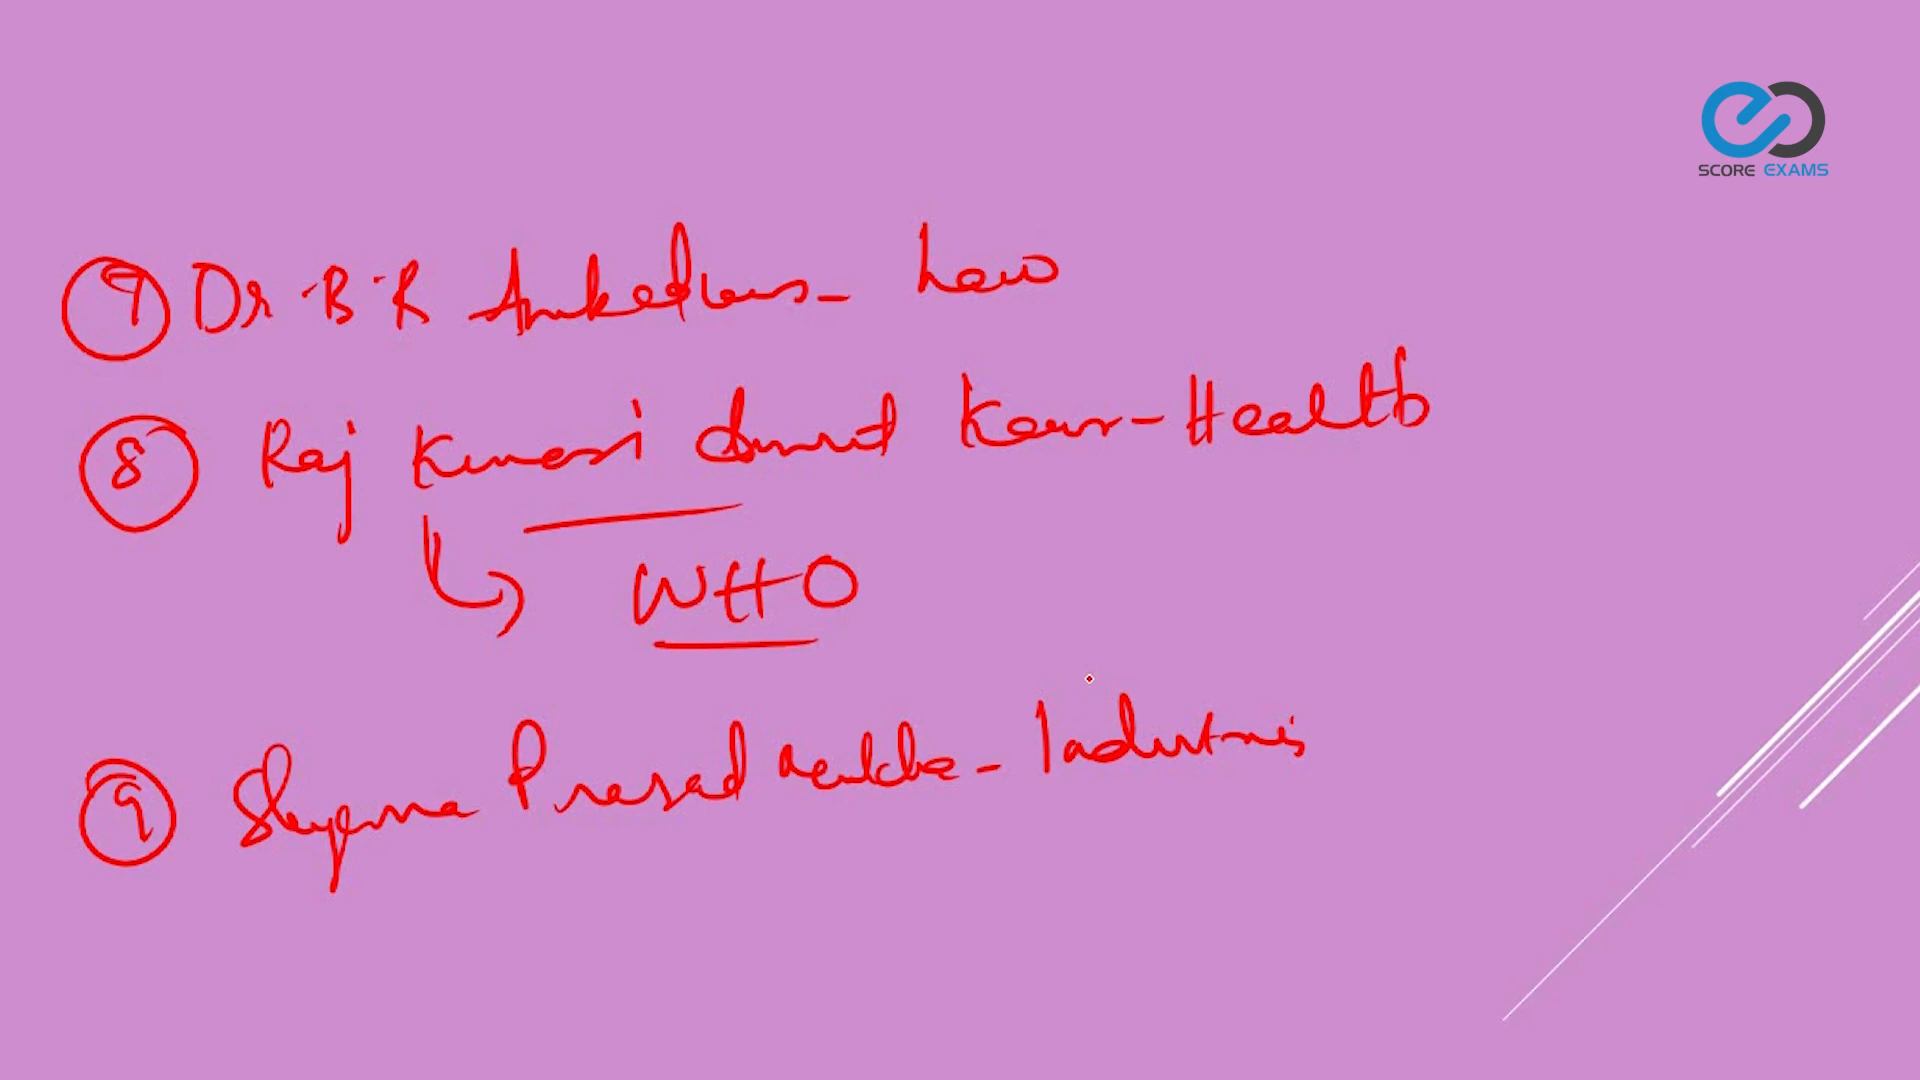 SCORE EXAMS
7 Dr. B. R Ambedkar - Law
8 Raj Kumari Amrit Kaur - Health
WHO
9 Shyama Prasad - Industries